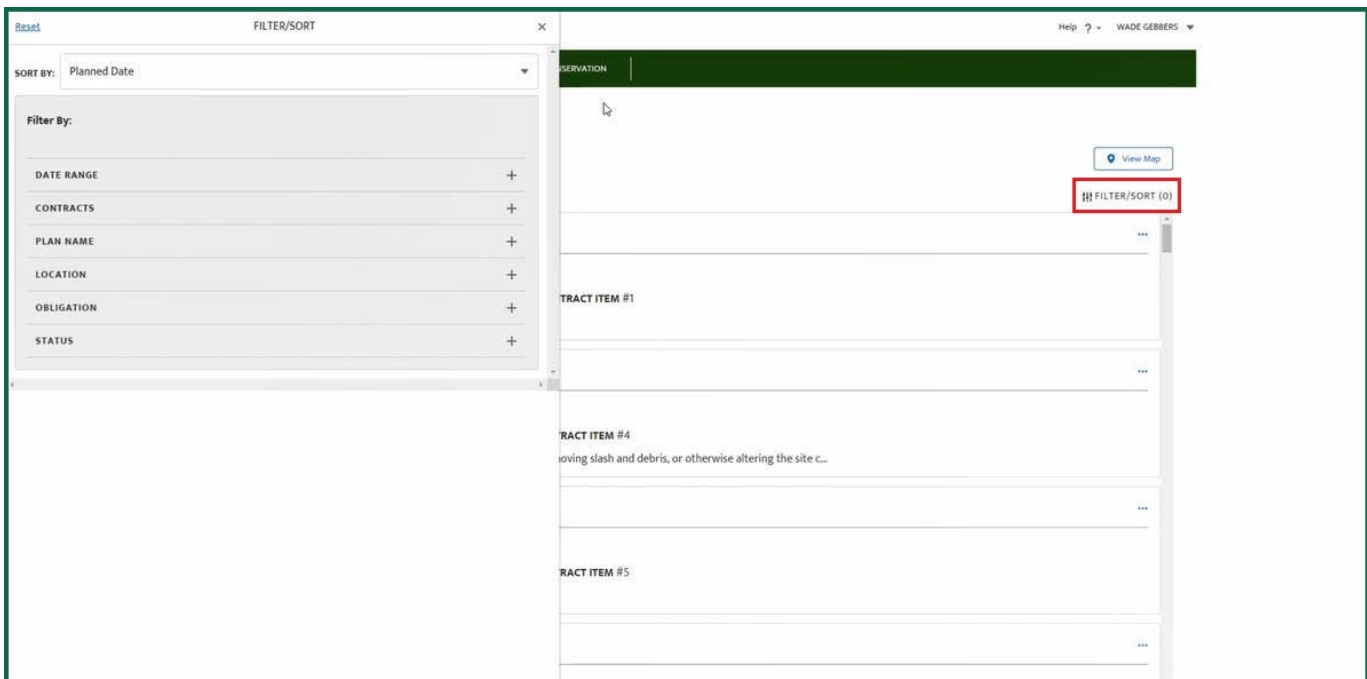 Reset FILTER/SORT ×
Help ? WADE GEBBERS
SORT BY: Planned Date
SERVATION
Filter By:
View Map
DATE RANGE +
FILTER/SORT (0)
CONTRACTS +
PLAN NAME +
...
LOCATION +
TRACT ITEM #1
OBLIGATION +
STATUS +
...
RACT ITEM #4
oving slash and debris, or otherwise altering the site c...
...
RACT ITEM #5
...